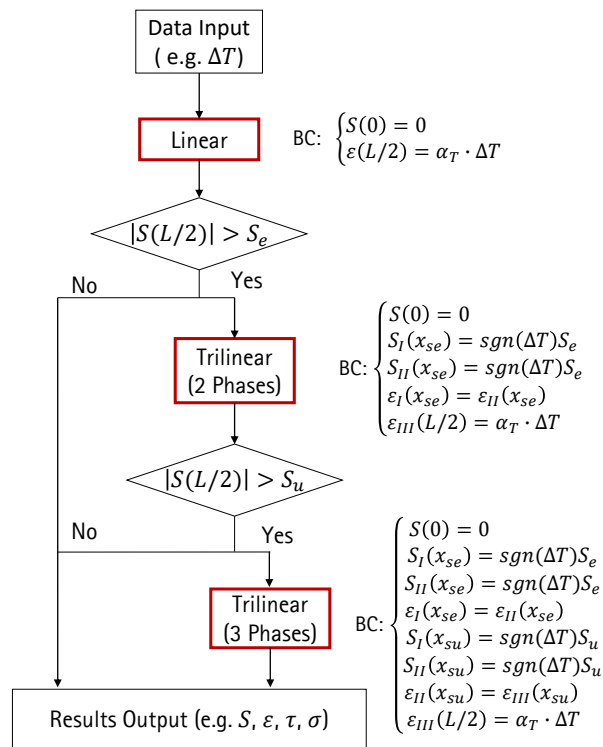 Data Input
( e.g. Δ𝑇)
Linear
BC: {𝑆(0) = 0
𝜀(𝐿/2) = 𝛼_𝑇 · Δ𝑇
|𝑆(𝐿/2)| > 𝑆_𝑒
No
Yes
Trilinear
(2 Phases)
BC: {𝑆(0) = 0
𝑆_𝐼(𝑥_𝑠𝑒) = 𝑠𝑔𝑛(Δ𝑇)𝑆_𝑒
𝑆_𝐼𝐼(𝑥_𝑠𝑒) = 𝑠𝑔𝑛(Δ𝑇)𝑆_𝑒
𝜀_𝐼(𝑥_𝑠𝑒) = 𝜀_𝐼𝐼(𝑥_𝑠𝑒)
𝜀_𝐼𝐼𝐼(𝐿/2) = 𝛼_𝑇 · Δ𝑇
|𝑆(𝐿/2)| > 𝑆_𝑢
No
Yes
Trilinear
(3 Phases)
BC: {𝑆(0) = 0
𝑆_𝐼(𝑥_𝑠𝑒) = 𝑠𝑔𝑛(Δ𝑇)𝑆_𝑒
𝑆_𝐼𝐼(𝑥_𝑠𝑒) = 𝑠𝑔𝑛(Δ𝑇)𝑆_𝑒
𝜀_𝐼(𝑥_𝑠𝑒) = 𝜀_𝐼𝐼(𝑥_𝑠𝑒)
𝑆_𝐼(𝑥_𝑠𝑢) = 𝑠𝑔𝑛(Δ𝑇)𝑆_𝑢
𝑆_𝐼𝐼(𝑥_𝑠𝑢) = 𝑠𝑔𝑛(Δ𝑇)𝑆_𝑢
𝜀_𝐼𝐼(𝑥_𝑠𝑢) = 𝜀_𝐼𝐼𝐼(𝑥_𝑠𝑢)
𝜀_𝐼𝐼𝐼(𝐿/2) = 𝛼_𝑇 · Δ𝑇
Results Output (e.g. 𝑆, 𝜀, 𝜏, 𝜎)